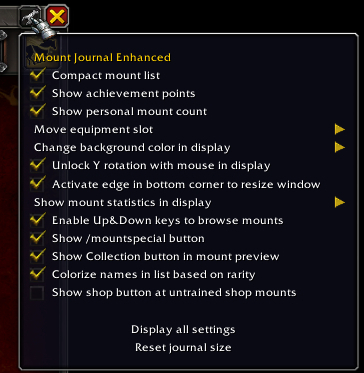 Mount Journal Enhanced
Compact mount list
Show achievement points
Show personal mount count
Move equipment slot
Change background color in display
Unlock Y rotation with mouse in display
Activate edge in bottom corner to resize window
Show mount statistics in display
Enable Up&Down keys to browse mounts
Show /mountspecial button
Show Collection button in mount preview
Colorize names in list based on rarity
Show shop button at untrained shop mounts
Display all settings
Reset journal size